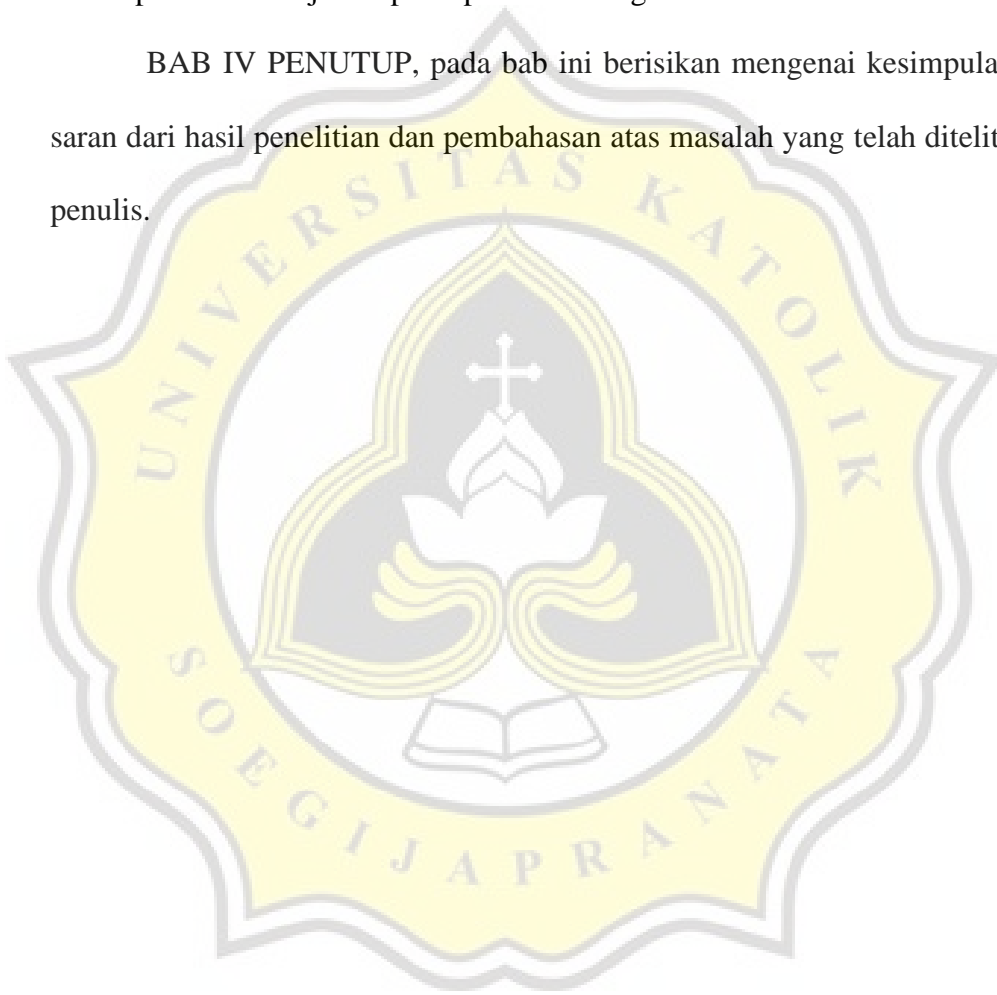 BAB IV PENUTUP, pada bab ini berisikan mengenai kesimpula
saran dari hasil penelitian dan pembahasan atas masalah yang telah ditelit
penulis.
UNIVERSITAS KATOLIK
SOEGIJAPRANATA